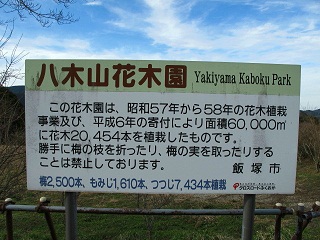 八木山花木園 Yakiyama Kaboku Park
この花木園は、昭和57年から58年の花木植栽
事業及び、平成6年の寄付により面積60,000㎡
に花木20,454本を植栽したものです。
勝手に梅の枝を折ったり、梅の実を取ったりする
ことは禁止しております。 飯塚市
梅2,500本、もみじ1,610本、つつじ7,434本植栽